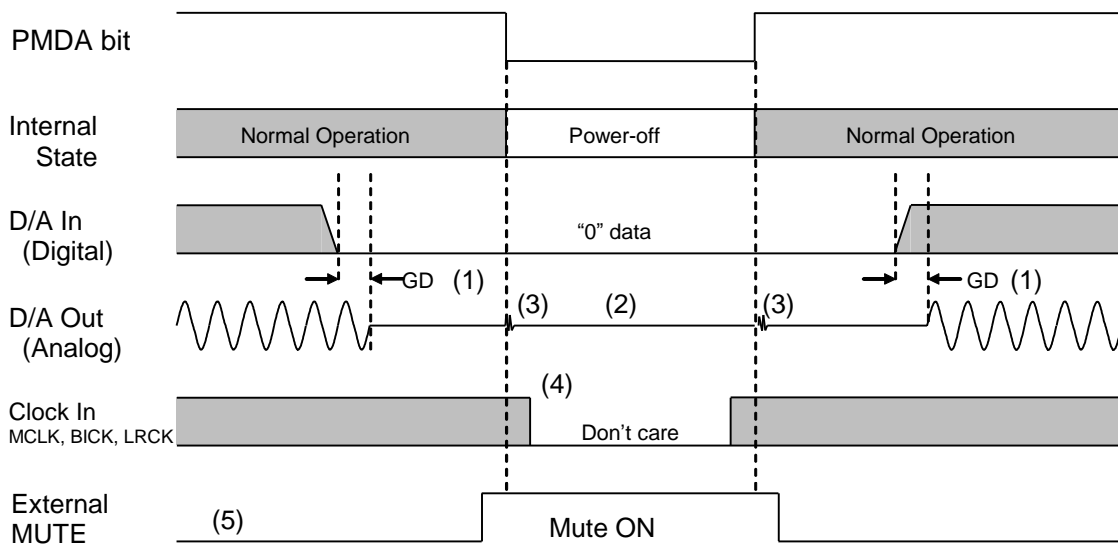 PMDA bit
Internal
State
Normal Operation
Power-off
Normal Operation
D/A In
(Digital)
“0” data
GD
(1)
GD
(1)
D/A Out
(Analog)
(3)
(2)
(3)
Clock In
MCLK, BICK, LRCK
(4)
Don’t care
External
MUTE
(5)
Mute ON